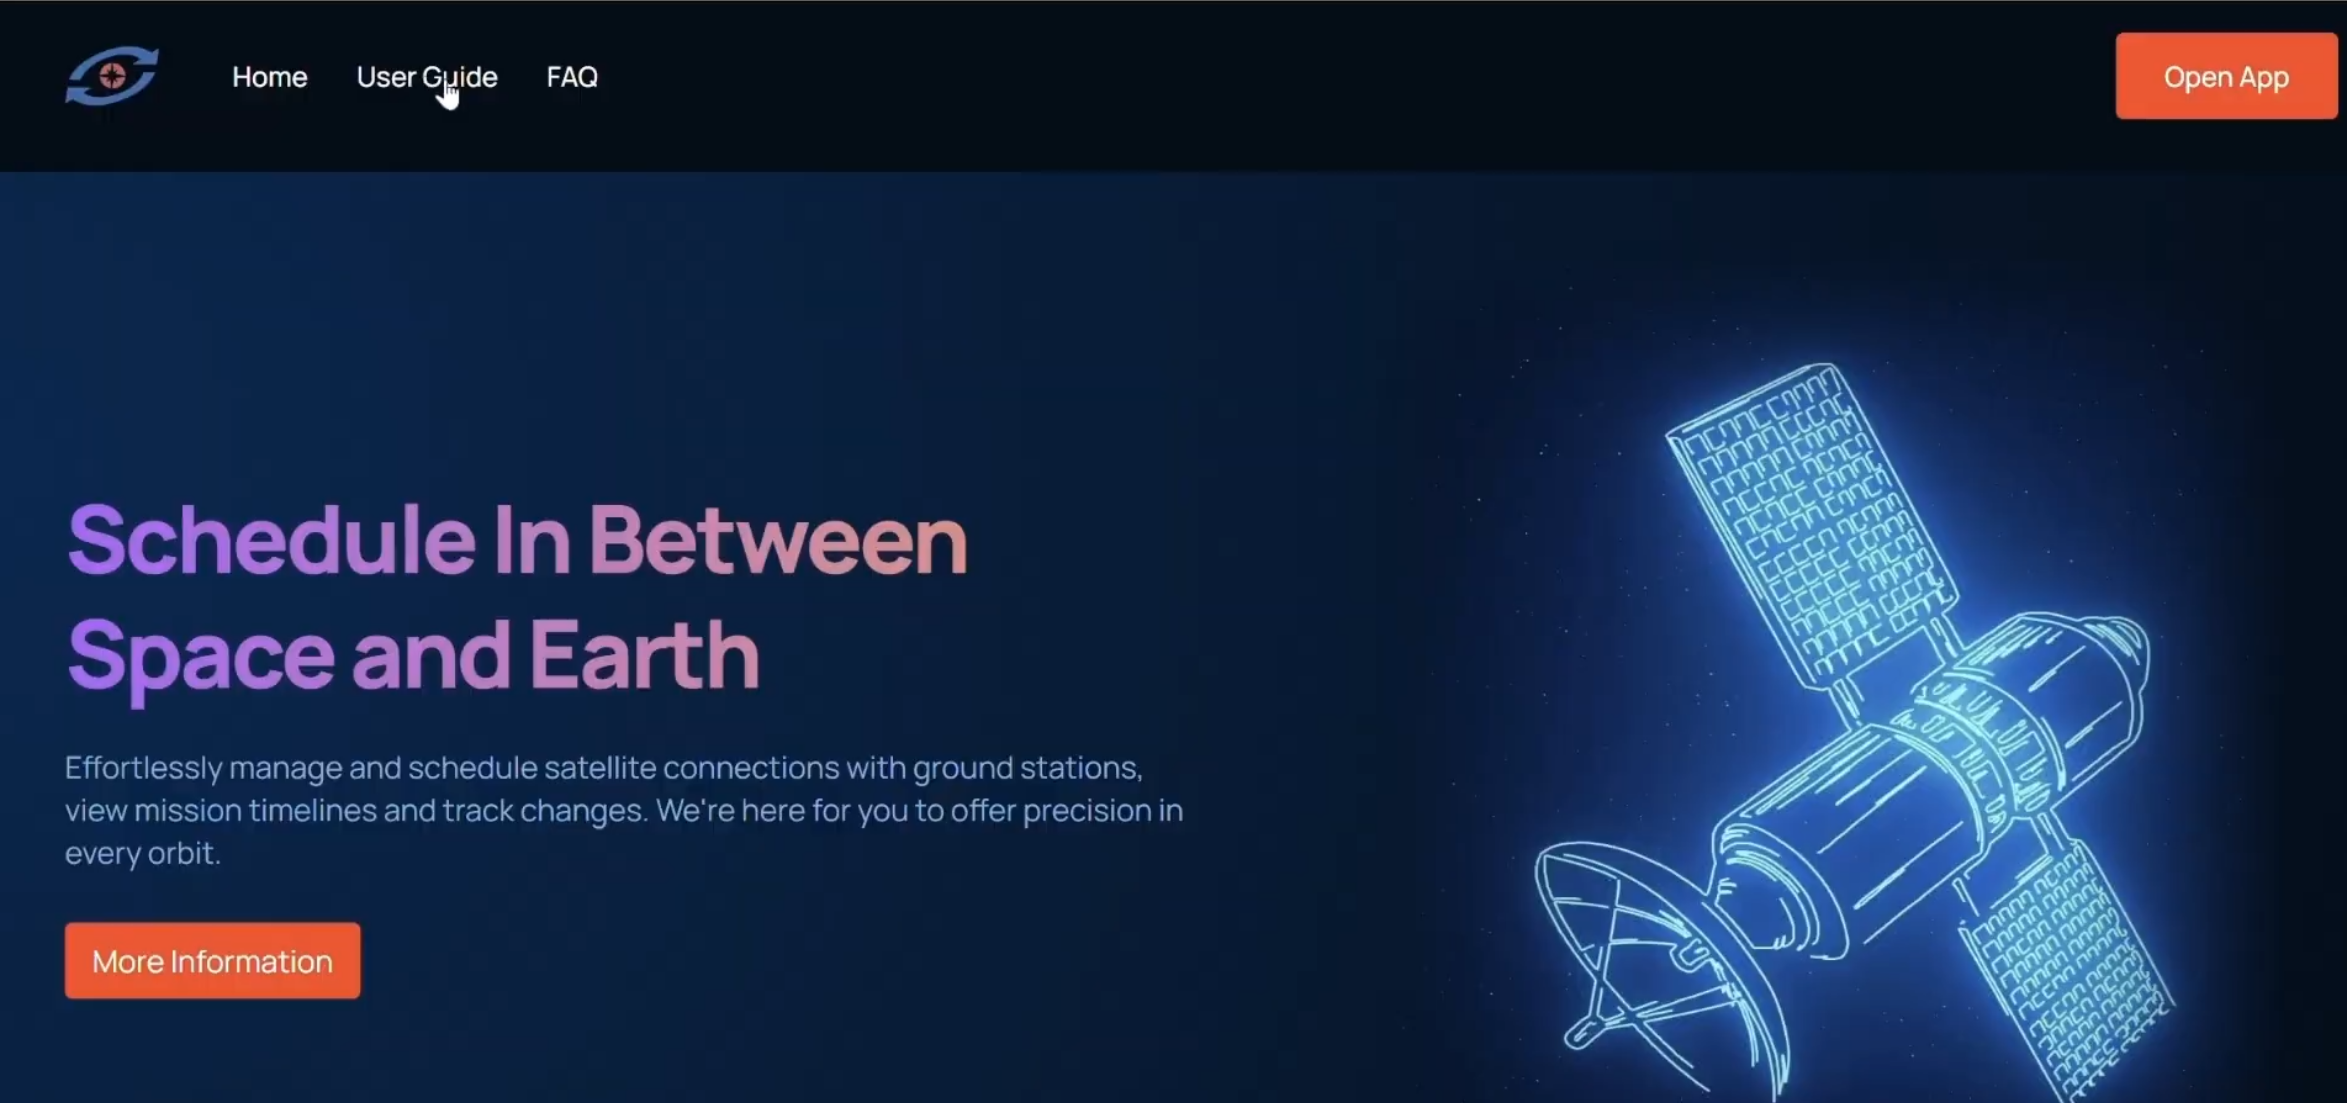 Home
User Guide
FAQ
Open App
Schedule In Between
Space and Earth
Effortlessly manage and schedule satellite connections with ground stations,
view mission timelines and track changes. We're here for you to offer precision in
every orbit.
More Information